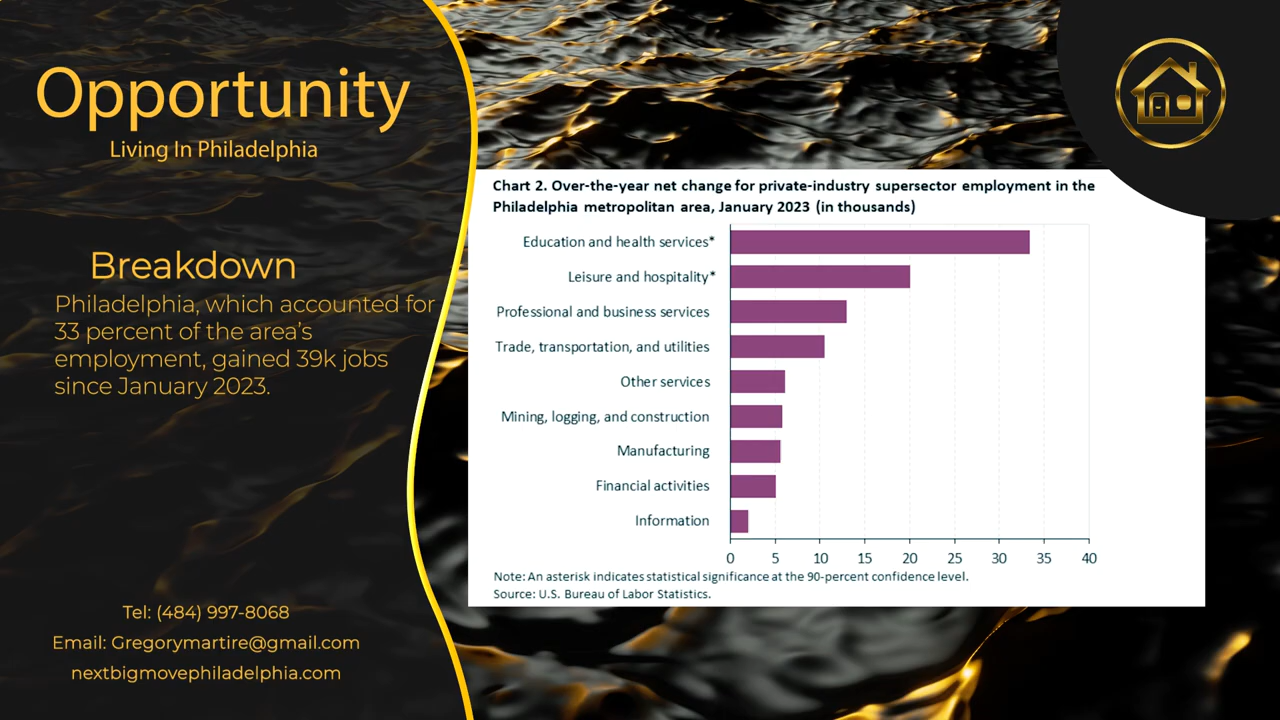 Opportunity
Living In Philadelphia
Breakdown
Philadelphia, which accounted for
33 percent of the area's
employment, gained 39k jobs
since January 2023.
Tel: (484) 997-8068
Email: Gregorymartire@gmail.com
nextbigmovephiladelphia.com
Chart 2. Over-the-year net change for private-industry supersector employment in the
Philadelphia metropolitan area, January 2023 (in thousands)
Education and health services*
Leisure and hospitality*
Professional and business services
Trade, transportation, and utilities
Other services
Mining, logging, and construction
Manufacturing
Financial activities
Information
0 5 10 15 20 25 30 35 40
Note: An asterisk indicates statistical significance at the 90-percent confidence level.
Source: U.S. Bureau of Labor Statistics.